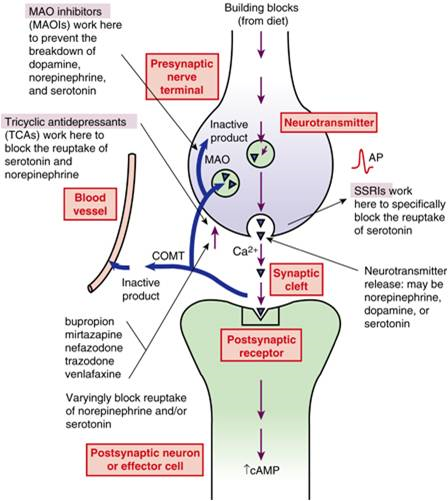 MAO inhibitors
(MAOIs) work here
to prevent the
breakdown of
dopamine,
norepinephrine,
and serotonin
Building blocks
(from diet)
Presynaptic
nerve
terminal
Neurotransmitter
Inactive
product
MAO
Tricyclic antidepressants
(TCAs) work here to
block the reuptake of
serotonin and
norepinephrine
AP
SSRIs work
here to specifically
block the reuptake
of serotonin
Blood
vessel
Ca2+
COMT
Inactive
product
Synaptic
cleft
Neurotransmitter
release: may be
norepinephrine,
dopamine, or
serotonin
bupropion
mirtazapine
nefazodone
trazodone
venlafaxine
Postsynaptic
receptor
Varyingly block reuptake
of norepinephrine and/or
serotonin
Postsynaptic neuron
or effector cell
↑cAMP